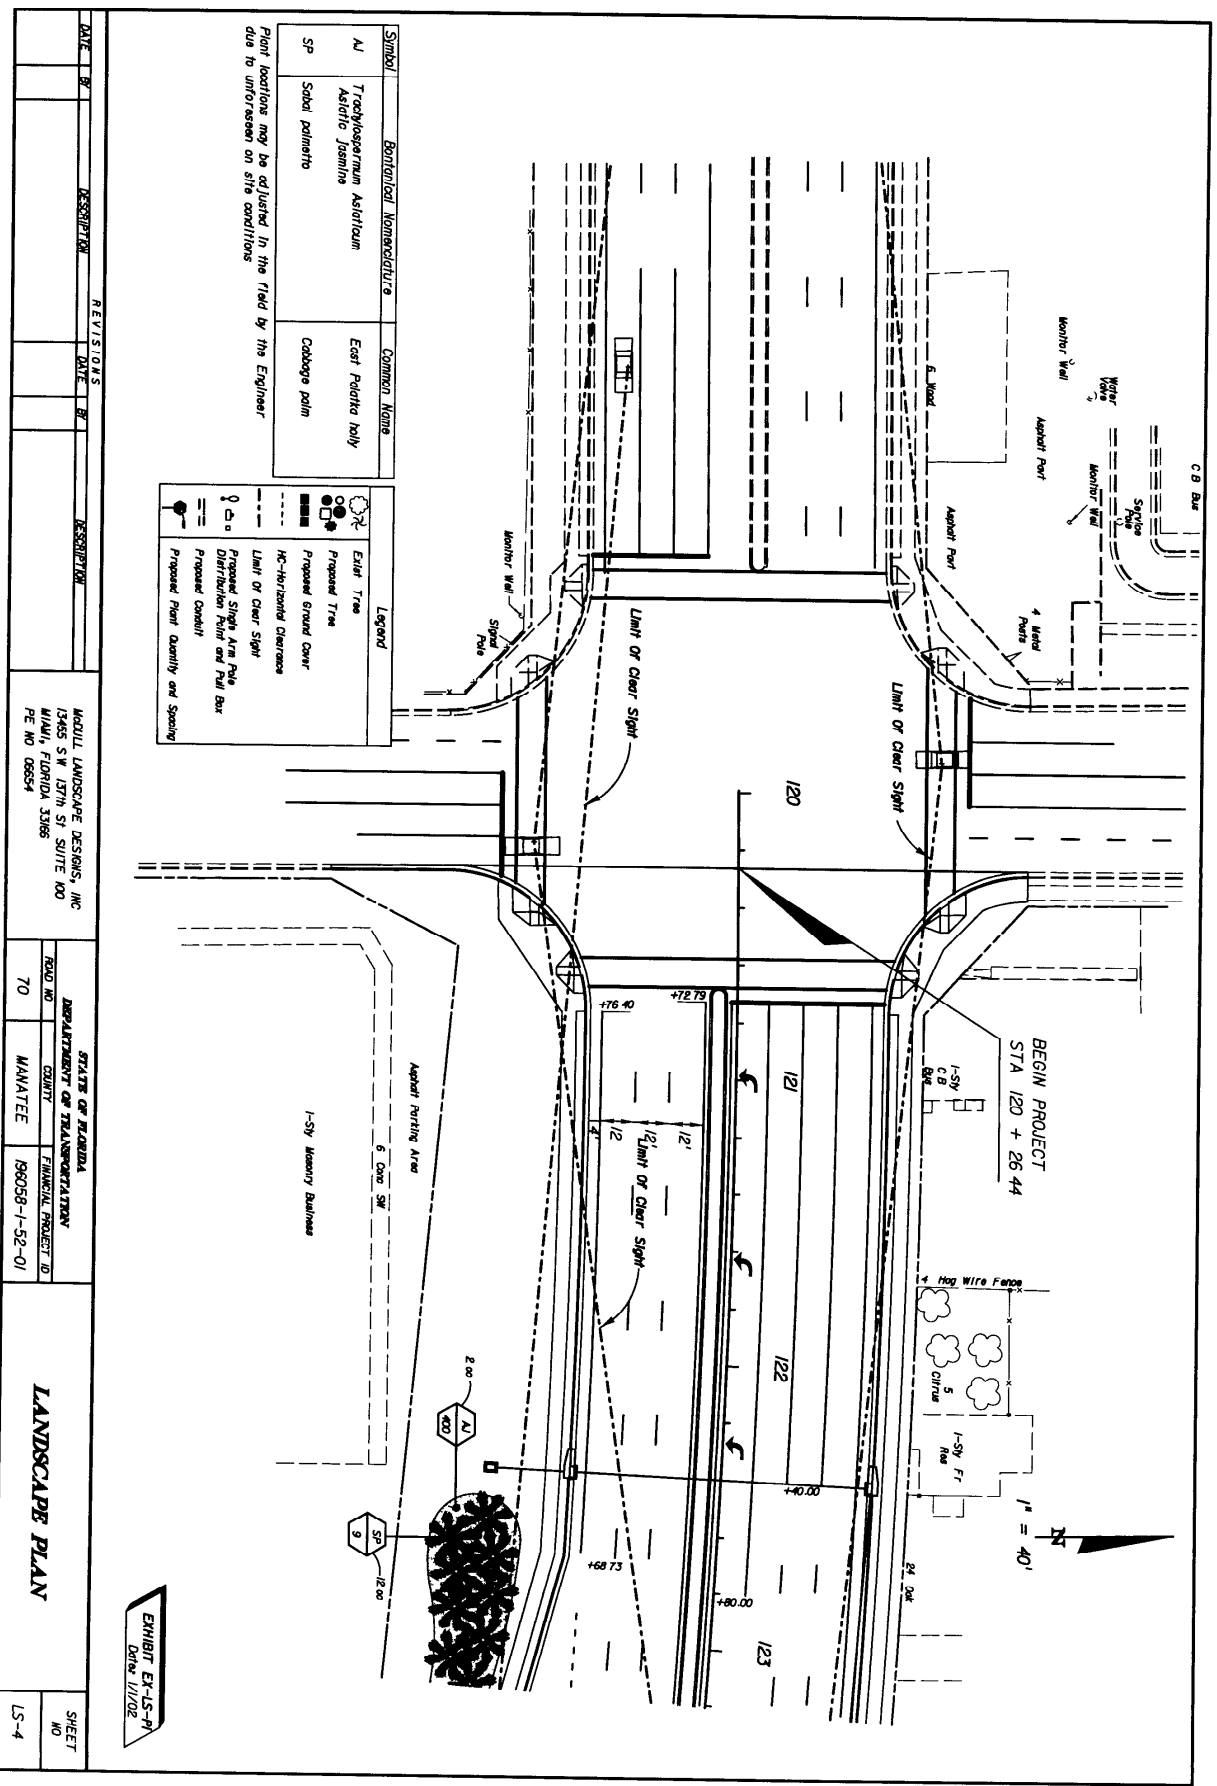 C B Bus
Service
Pole
Water
Valve
Monitor Well
Monitor Well
Asphalt Part
4 Metal
Posts
Asphalt Part
6 Wood
Limit Of Clear Sight
120
BEGIN PROJECT
STA 120 + 26 44
1-Sty
C B
Bus
121
122
123
4 Hog Wire Fence
5
Citrus
1-Sty Fr
Res
24 Oak
1" = 40'
N
+40.00
+80.00
+68 73
+72 79
+76 40
12'
12'
12
4'
Limit Of Clear Sight
Limit Of Clear Sight
Monitor Well
Signal
Pole
Asphalt Parking Area
6 Conc SW
1-Sty Masonry Business
2 00
AJ
400
SP
9
12 00
Symbol
Bontanical Nomenclature
Common Name
AJ
Trachylospermum Asiaticum
Asiatic jasmine
East Palatka holly
SP
Sabal palmetto
Cabbage palm
Plant locations may be adjusted in the field by the Engineer
due to unforeseen on site conditions
Legend
Exist Tree
Proposed Tree
Proposed Ground Cover
HC-Horizontal Clearance
Limit Of Clear Sight
Proposed Single Arm Pole
Distribution Point and Pull Box
Proposed Conduit
Proposed Plant Quantity and Spacing
EXHIBIT EX-LS-P1
Date: 1/1/02
REVISIONS
DATE
BY
DESCRIPTION
DATE
BY
DESCRIPTION
McCULL LANDSCAPE DESIGNS, INC
13455 S W 137th St SUITE 100
MIAMI, FLORIDA 33166
PE NO 06654
STATE OF FLORIDA
DEPARTMENT OF TRANSPORTATION
ROAD NO
COUNTY
FINANCIAL PROJECT ID
70
MANATEE
196058-1-52-01
LANDSCAPE PLAN
SHEET
NO
LS-4